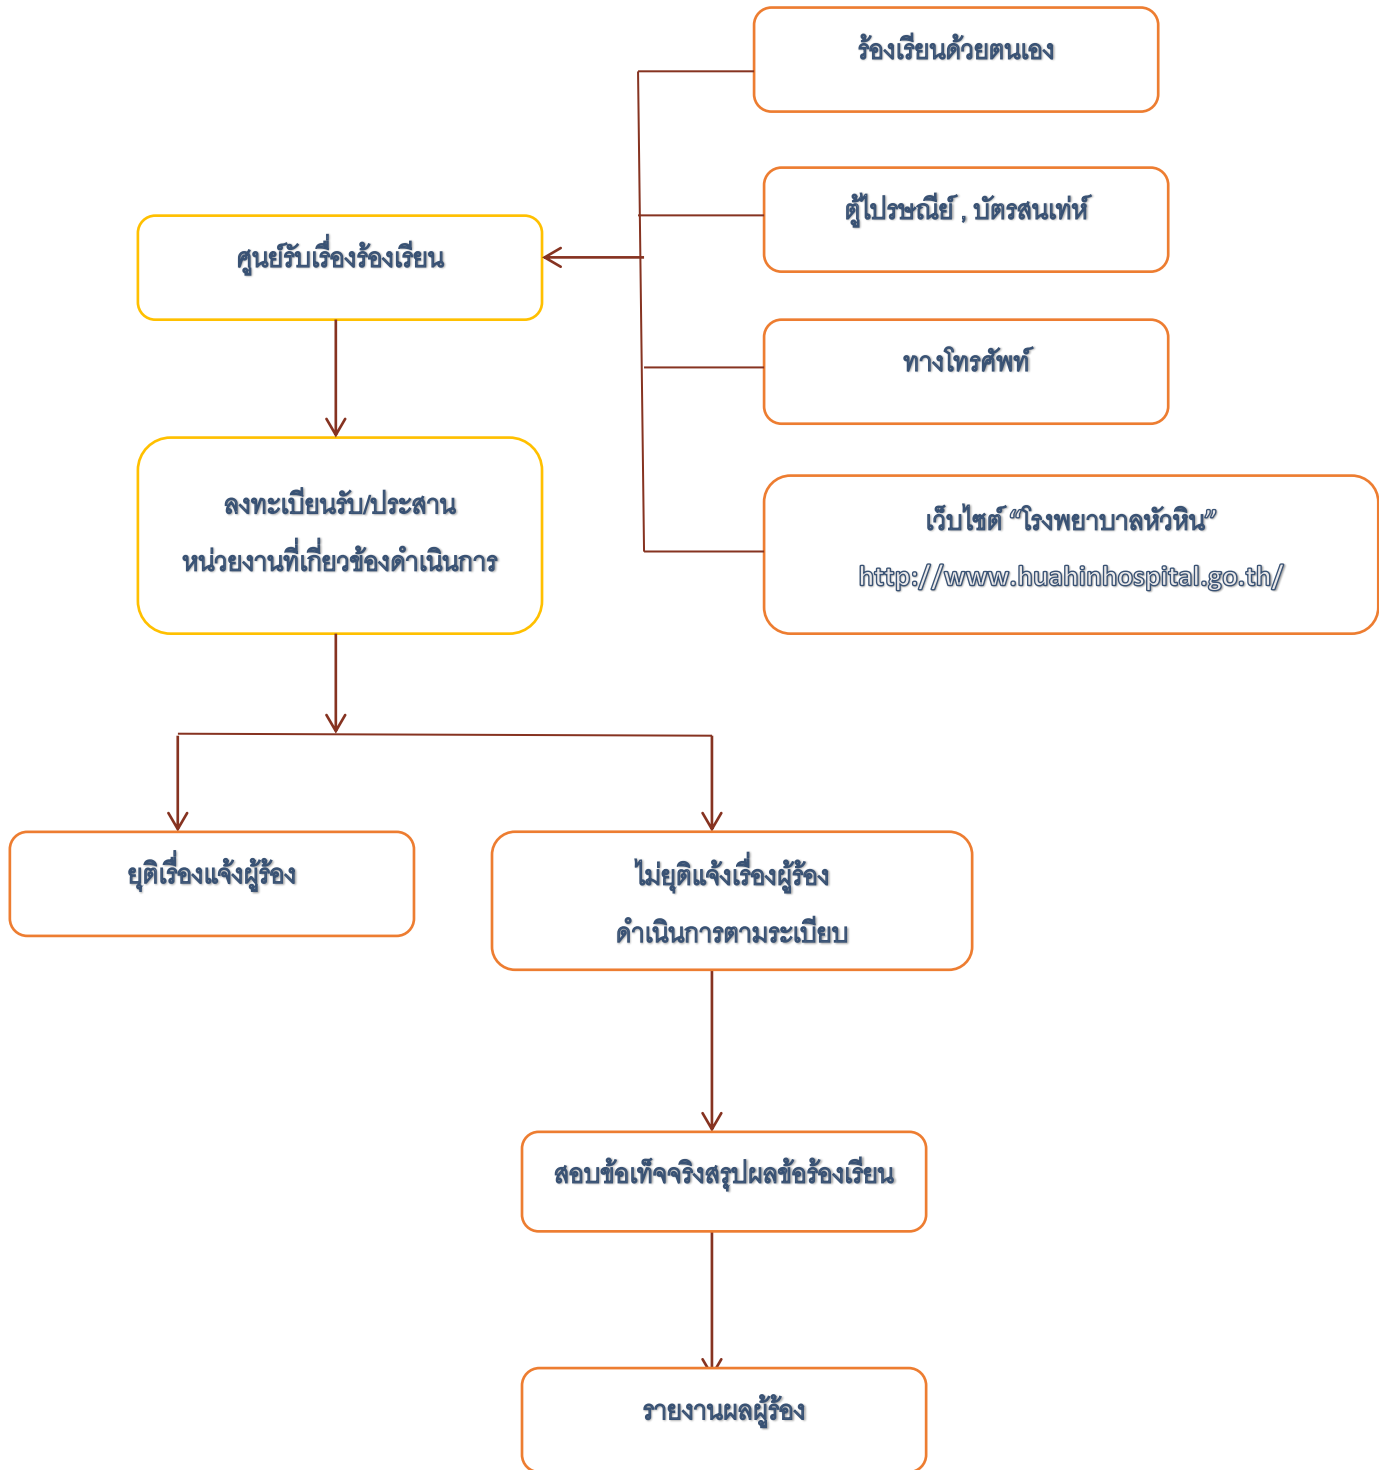 ร้องเรียนด้วยตนเอง
ตู้ไปรษณีย์ , บัตรสนเท่ห์
ศูนย์รับเรื่องร้องเรียน
ทางโทรศัพท์
ลงทะเบียนรับ/ประสาน
หน่วยงานที่เกี่ยวข้องดำเนินการ
เว็บไซต์ “โรงพยาบาลหัวหิน”
http://www.huahinhospital.go.th/
ยุติเรื่องแจ้งผู้ร้อง
ไม่ยุติแจ้งเรื่องผู้ร้อง
ดำเนินการตามระเบียบ
สอบข้อเท็จจริงสรุปผลข้อร้องเรียน
รายงานผลผู้ร้อง